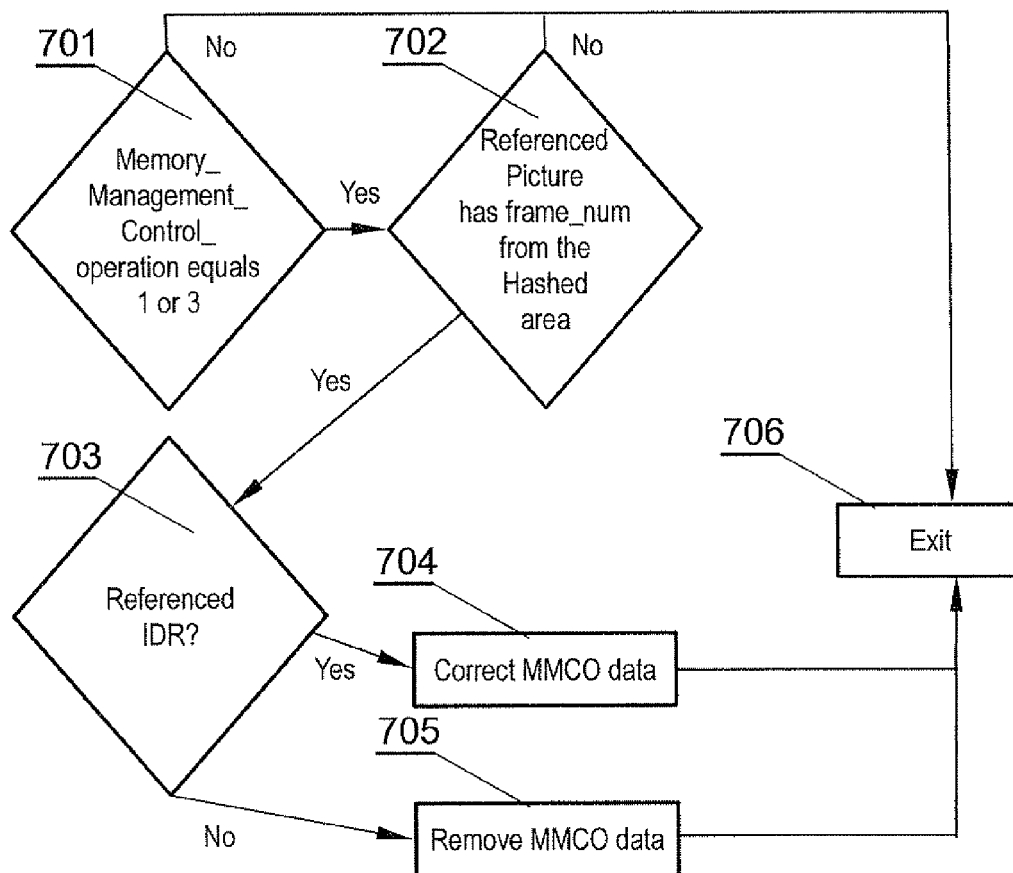 701
No
702
No
Memory_
Management_
Control_
operation equals
1 or 3
Yes
Referenced
Picture
has frame_num
from the
Hashed
area
Yes
703
706
Exit
Referenced
IDR?
704
Yes
Correct MMCO data
705
No
Remove MMCO data